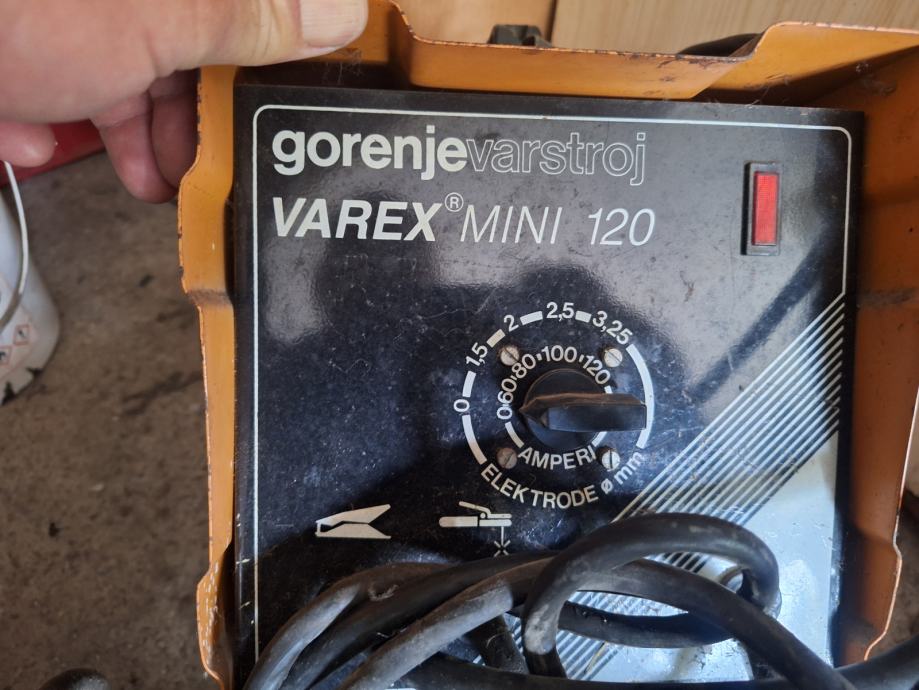 gorenjevarstroj
VAREX® MINI 120
0 1,5 2 2,5 3,25
0 60 80 100 120
AMPERI
ELEKTRODE ø mm